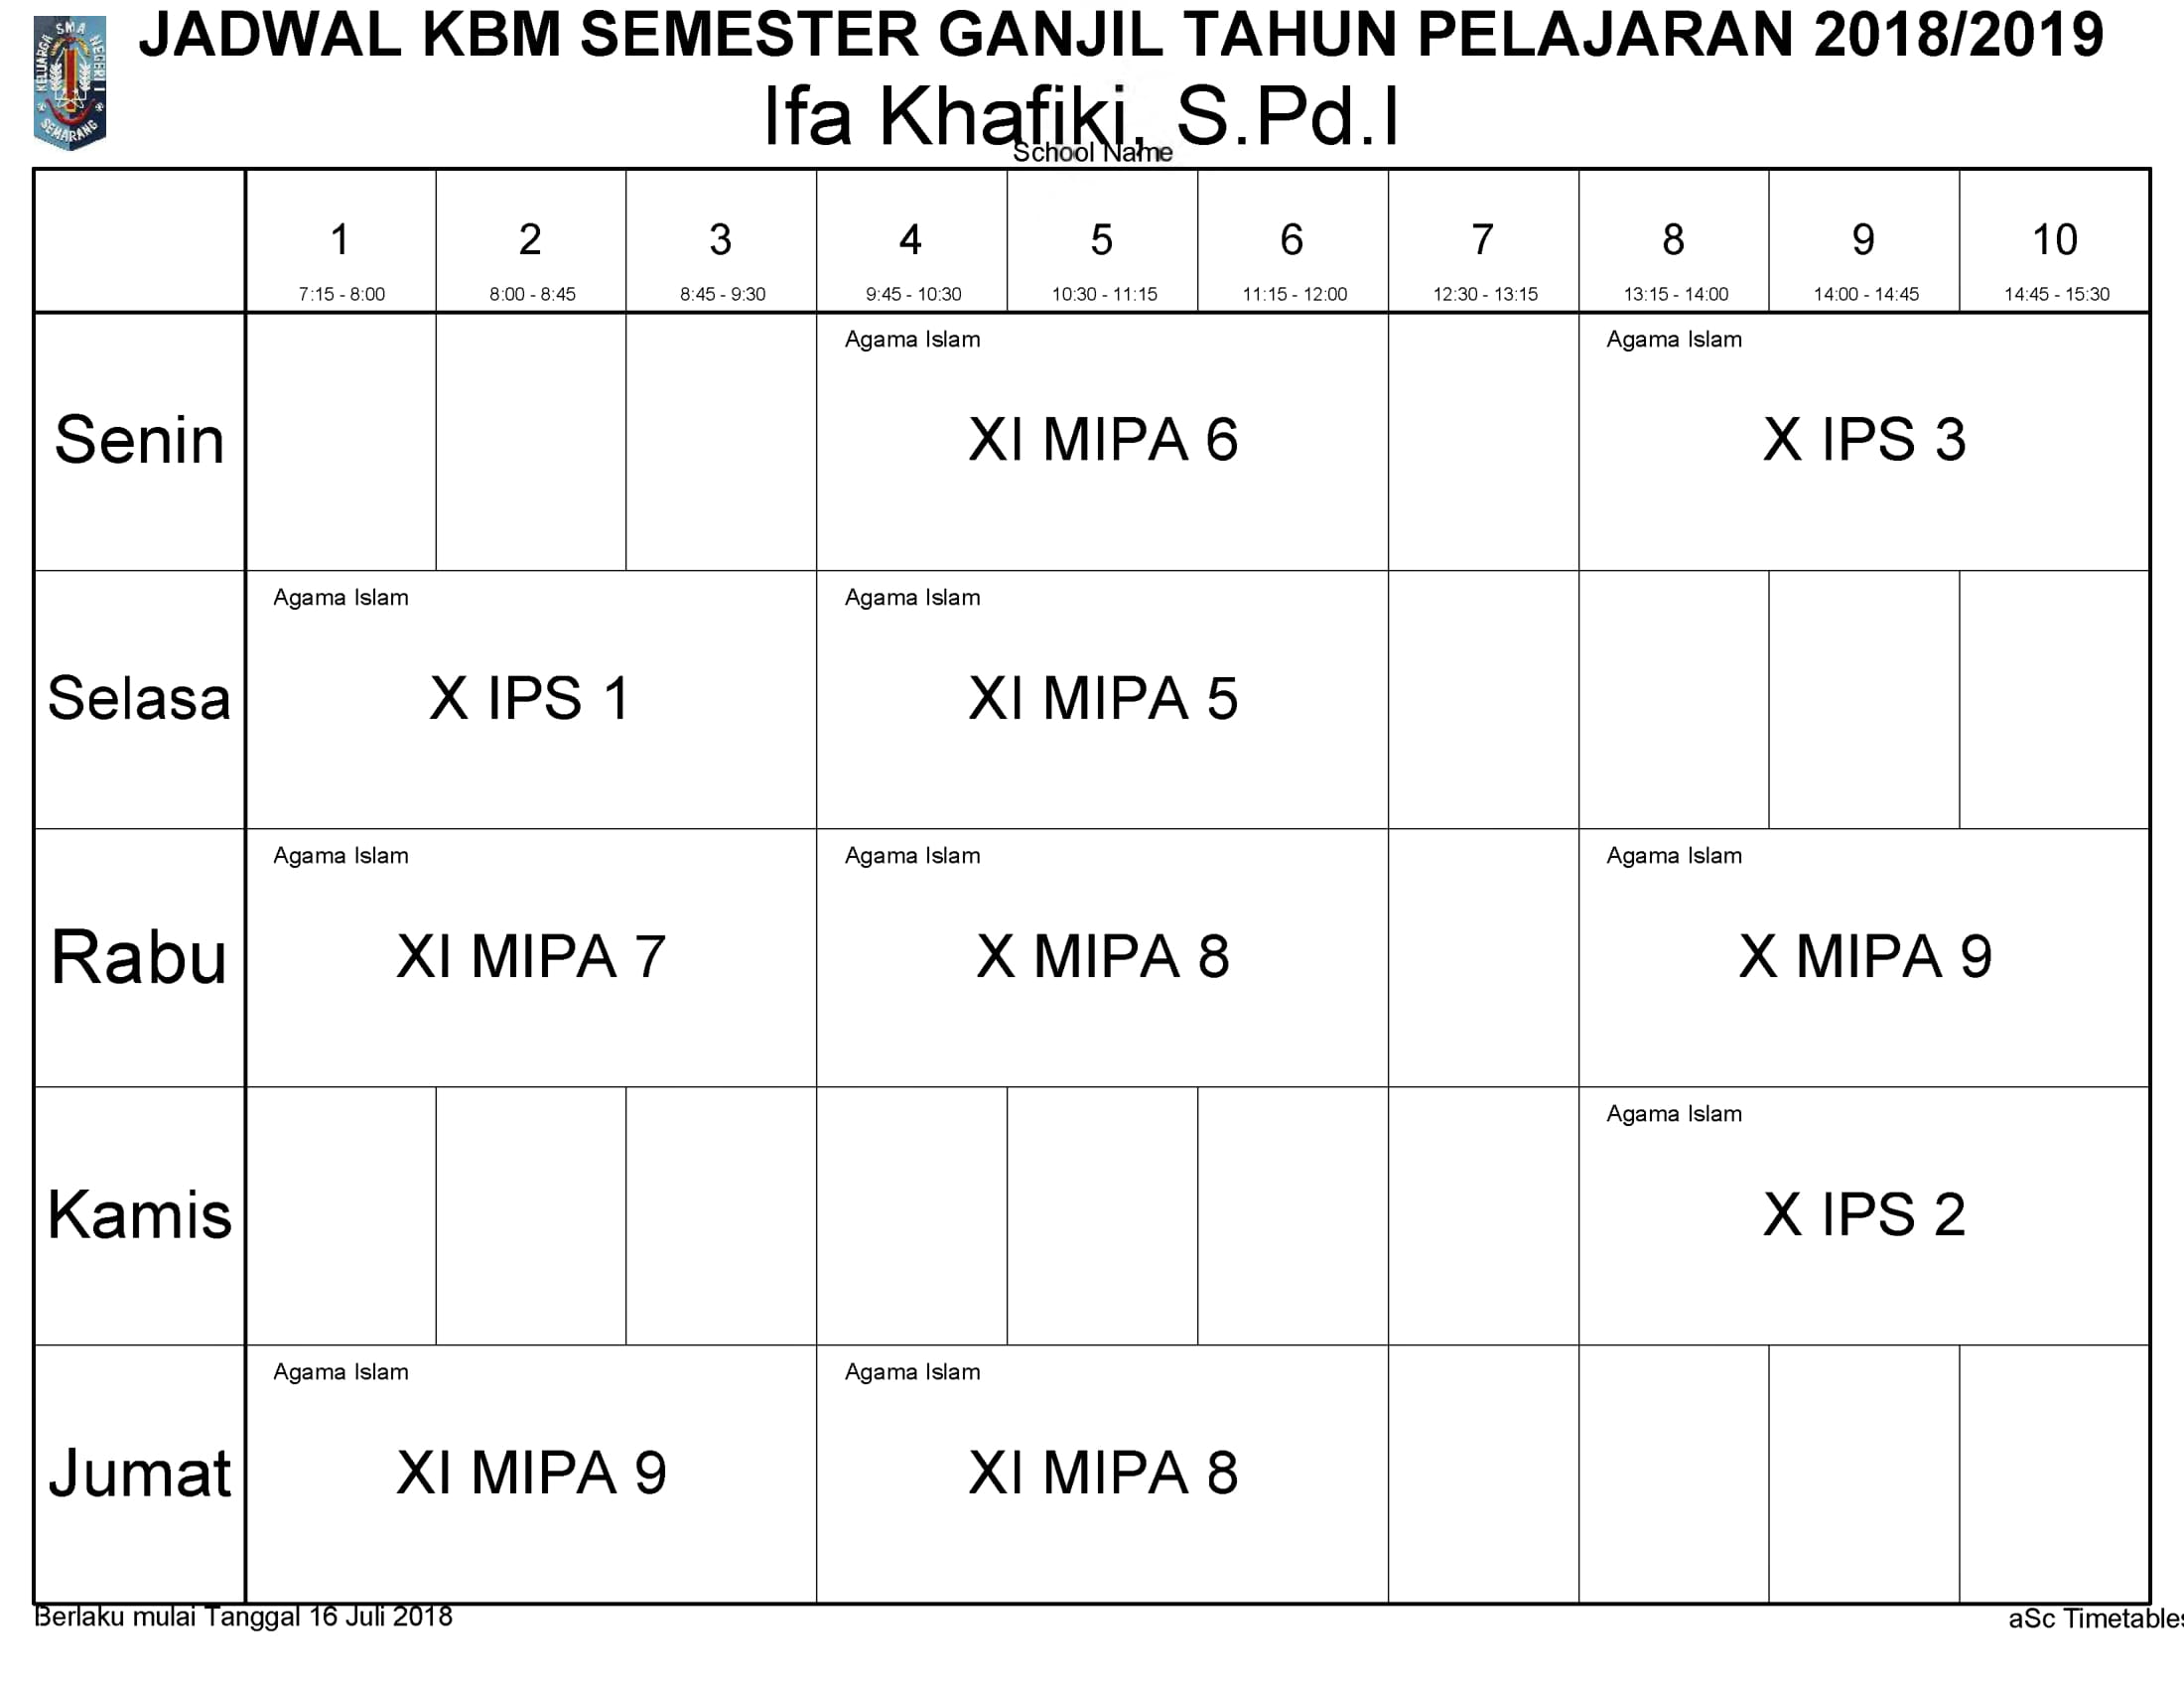 KELUARGA SMA NEGERI 1
SEMARANG
JADWAL KBM SEMESTER GANJIL TAHUN PELAJARAN 2018/2019
Ifa Khafiki, S.Pd.I
School Name
1 2 3 4 5 6 7 8 9 10
7:15 - 8:00 8:00 - 8:45 8:45 - 9:30 9:45 - 10:30 10:30 - 11:15 11:15 - 12:00 12:30 - 13:15 13:15 - 14:00 14:00 - 14:45 14:45 - 15:30
Agama Islam Agama Islam
Senin XI MIPA 6 X IPS 3
Agama Islam Agama Islam
Selasa X IPS 1 XI MIPA 5
Agama Islam Agama Islam Agama Islam
Rabu XI MIPA 7 X MIPA 8 X MIPA 9
Agama Islam
Kamis X IPS 2
Agama Islam Agama Islam
Jumat XI MIPA 9 XI MIPA 8
Berlaku mulai Tanggal 16 Juli 2018 aSc Timetables